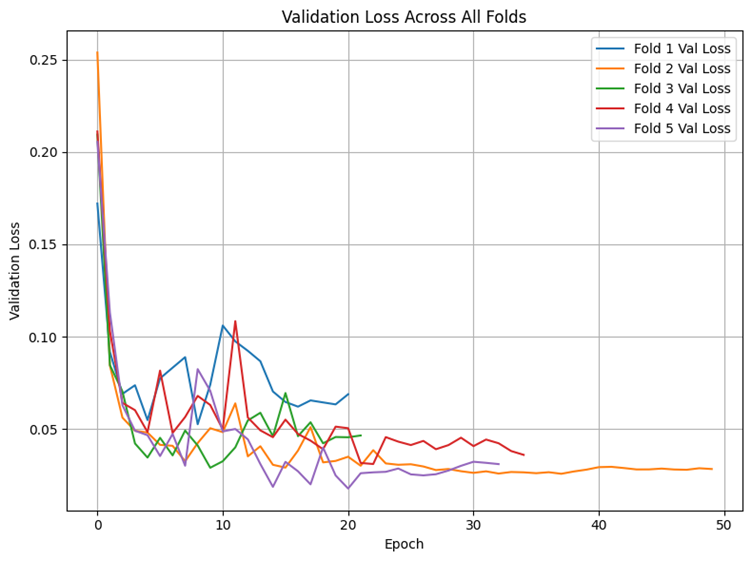 Validation Loss Across All Folds
Fold 1 Val Loss
Fold 2 Val Loss
Fold 3 Val Loss
Fold 4 Val Loss
Fold 5 Val Loss
Validation Loss
0.25
0.20
0.15
0.10
0.05
0 10 20 30 40 50
Epoch